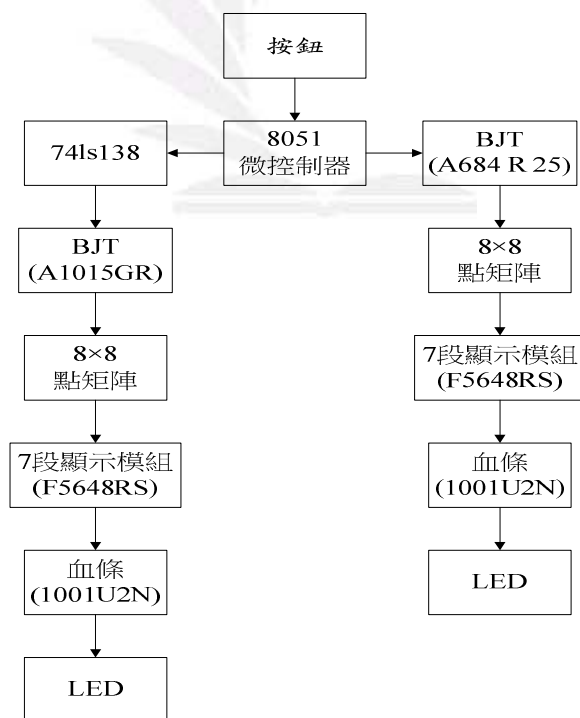 按鈕
8051
微控制器
74ls138
BJT
(A1015GR)
8×8
點矩陣
7段顯示模組
(F5648RS)
血條
(1001U2N)
LED
BJT
(A684 R 25)
8×8
點矩陣
7段顯示模組
(F5648RS)
血條
(1001U2N)
LED